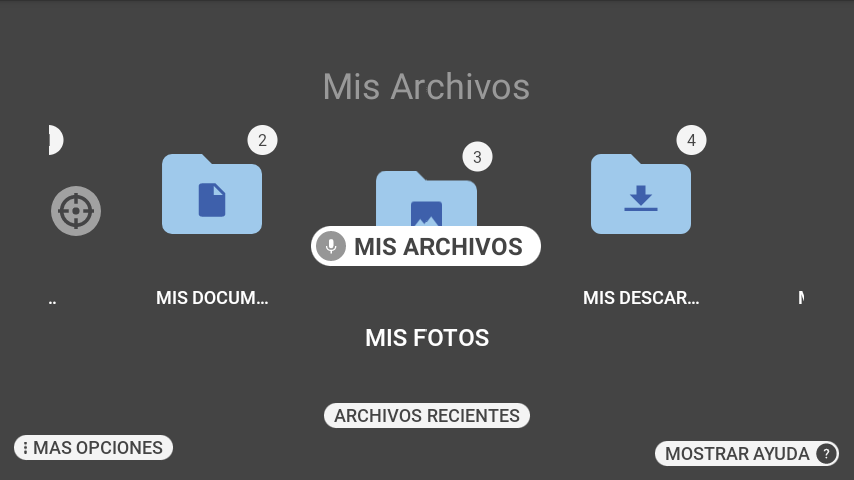 Mis Archivos
2
3
4
MIS ARCHIVOS
MIS DOCUM...
MIS DESCAR...
MIS FOTOS
ARCHIVOS RECIENTES
MAS OPCIONES
MOSTRAR AYUDA ?